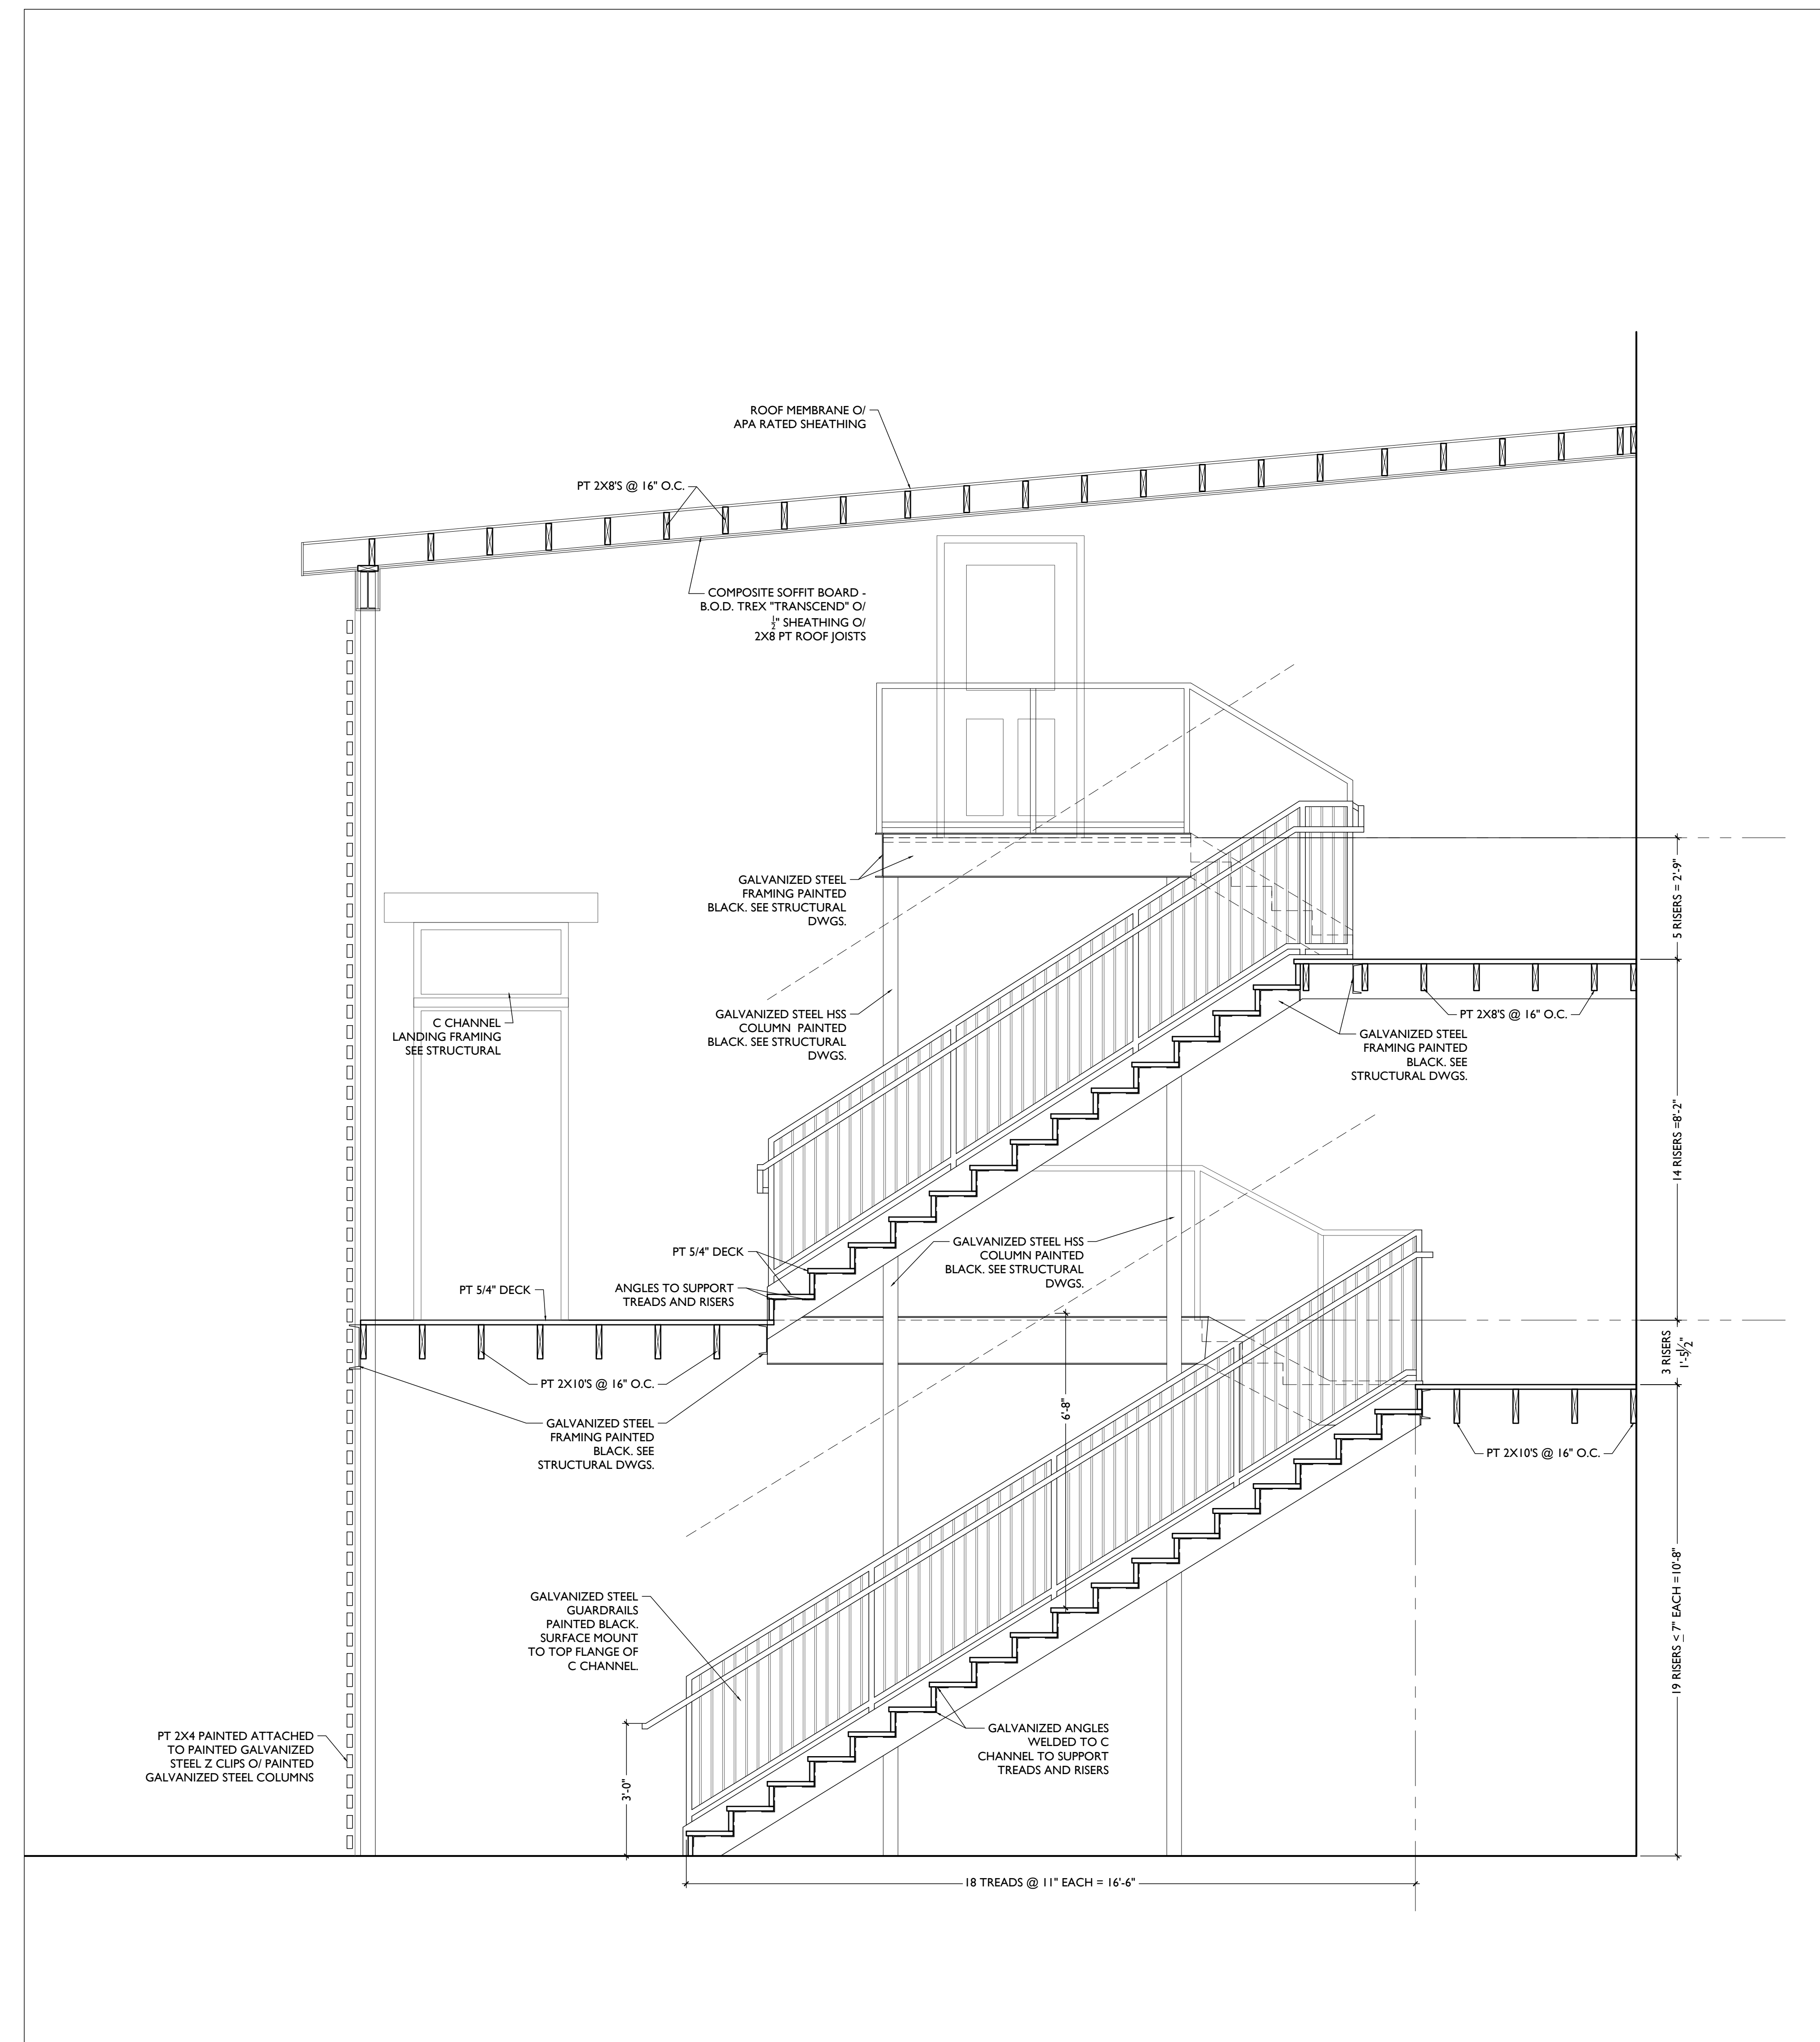 ROOF MEMBRANE O/
APA RATED SHEATHING
PT 2X8'S @ 16" O.C.
COMPOSITE SOFFIT BOARD -
B.O.D. TREX "TRANSCEND" O/
1/2" SHEATHING O/
2X8 PT ROOF JOISTS
GALVANIZED STEEL
FRAMING PAINTED
BLACK. SEE STRUCTURAL
DWGS.
5 RISERS = 2'-9"
C CHANNEL
LANDING FRAMING
SEE STRUCTURAL
GALVANIZED STEEL HSS
COLUMN PAINTED
BLACK. SEE STRUCTURAL
DWGS.
PT 2X8'S @ 16" O.C.
GALVANIZED STEEL
FRAMING PAINTED
BLACK. SEE
STRUCTURAL DWGS.
14 RISERS =8'-2"
PT 5/4" DECK
ANGLES TO SUPPORT
TREADS AND RISERS
PT 5/4" DECK
GALVANIZED STEEL HSS
COLUMN PAINTED
BLACK. SEE STRUCTURAL
DWGS.
3 RISERS
1'-5 1/2"
PT 2X10'S @ 16" O.C.
6'-8"
GALVANIZED STEEL
FRAMING PAINTED
BLACK. SEE
STRUCTURAL DWGS.
PT 2X10'S @ 16" O.C.
GALVANIZED STEEL
GUARDRAILS
PAINTED BLACK.
SURFACE MOUNT
TO TOP FLANGE OF
C CHANNEL.
19 RISERS ≤ 7" EACH =10'-8"
PT 2X4 PAINTED ATTACHED
TO PAINTED GALVANIZED
STEEL Z CLIPS O/ PAINTED
GALVANIZED STEEL COLUMNS
3'-0"
GALVANIZED ANGLES
WELDED TO C
CHANNEL TO SUPPORT
TREADS AND RISERS
18 TREADS @ 11" EACH = 16'-6"